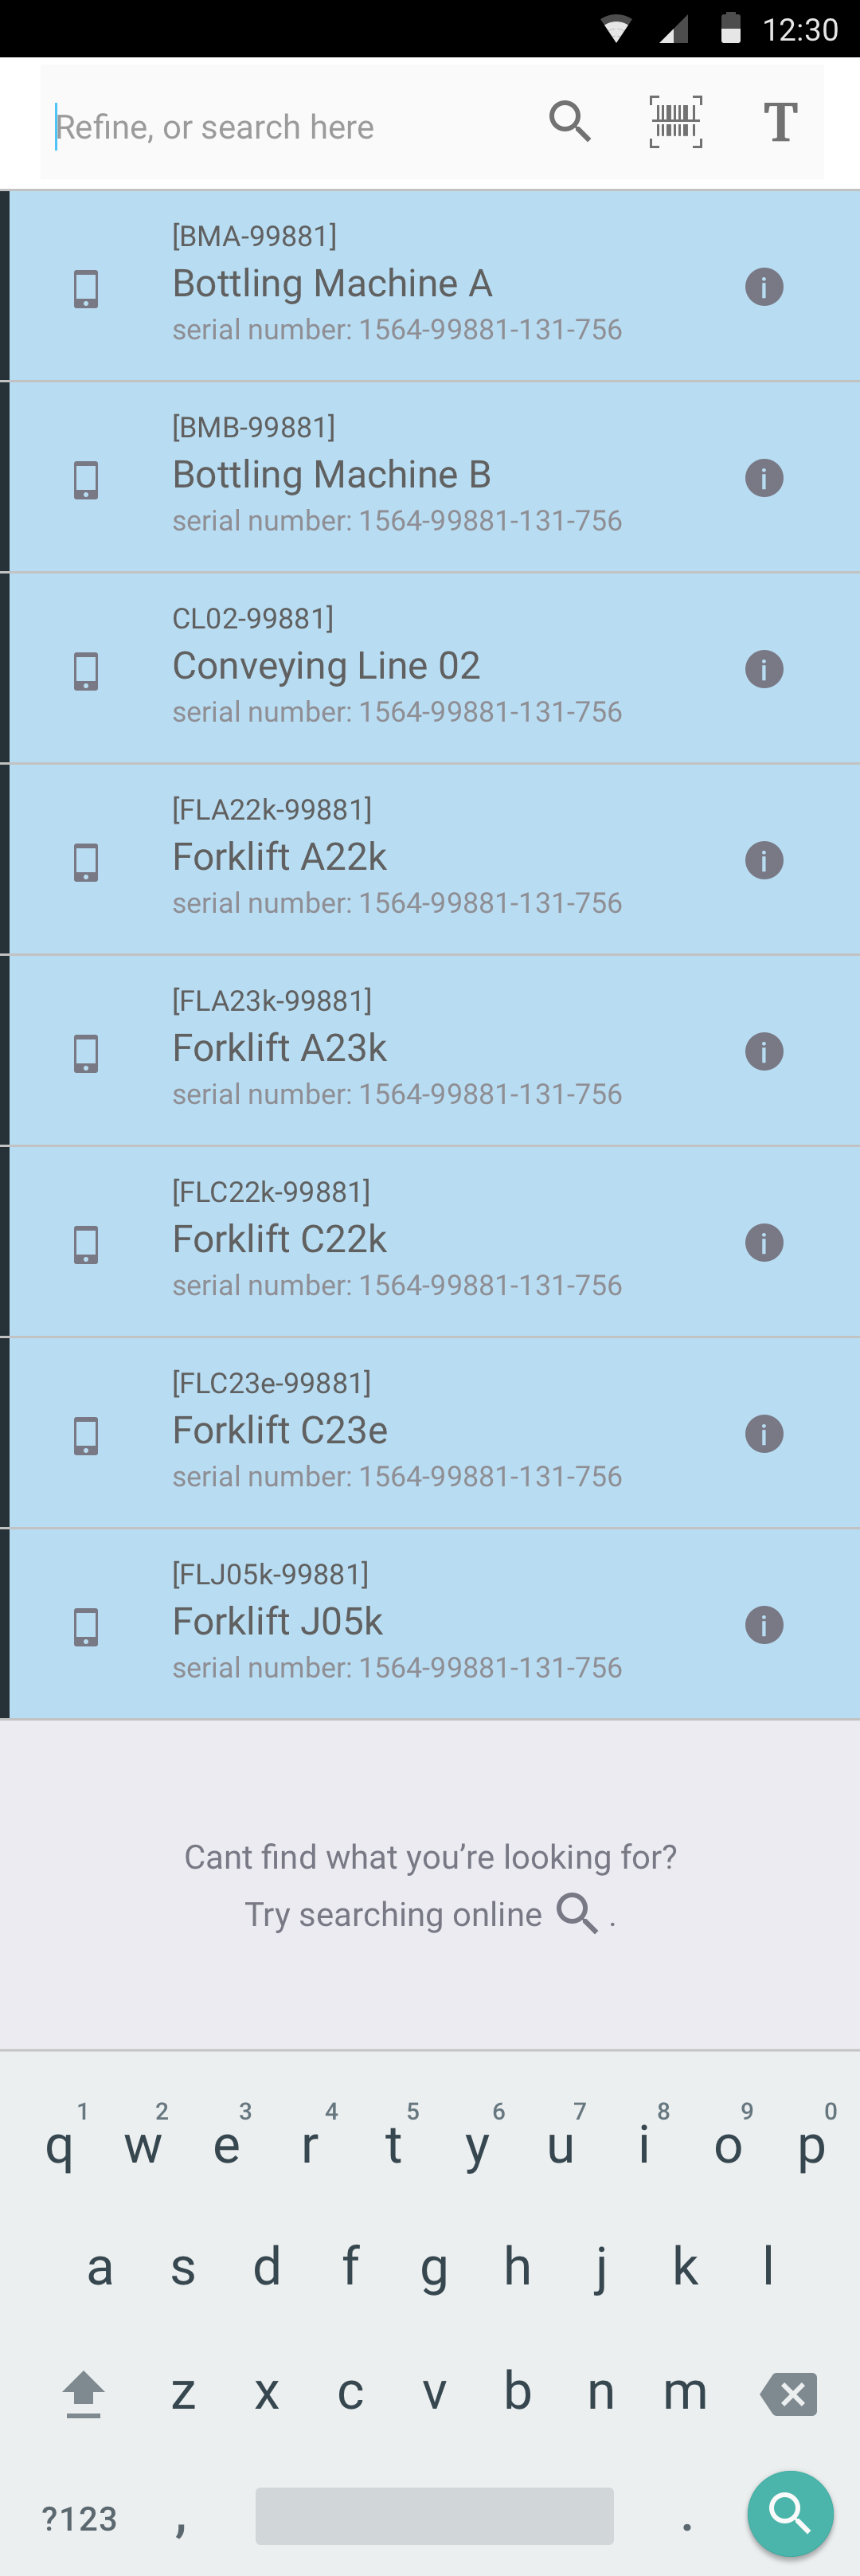 12:30
Refine, or search here
T
[BMA-99881]
Bottling Machine A
serial number: 1564-99881-131-756
[BMB-99881]
Bottling Machine B
serial number: 1564-99881-131-756
CL02-99881]
Conveying Line 02
serial number: 1564-99881-131-756
[FLA22k-99881]
Forklift A22k
serial number: 1564-99881-131-756
[FLA23k-99881]
Forklift A23k
serial number: 1564-99881-131-756
[FLC22k-99881]
Forklift C22k
serial number: 1564-99881-131-756
[FLC23e-99881]
Forklift C23e
serial number: 1564-99881-131-756
[FLJ05k-99881]
Forklift J05k
serial number: 1564-99881-131-756
Cant find what you’re looking for?
Try searching online .
1 2 3 4 5 6 7 8 9 0
q w e r t y u i o p
a s d f g h j k l
z x c v b n m
?123 , .